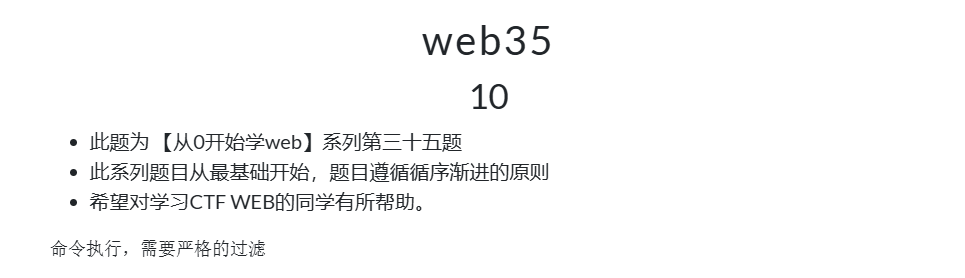 web35
10
此题为 【从0开始学web】系列第三十五题
此系列题目从最基础开始，题目遵循循序渐进的原则
希望对学习CTF WEB的同学有所帮助。
命令执行，需要严格的过滤